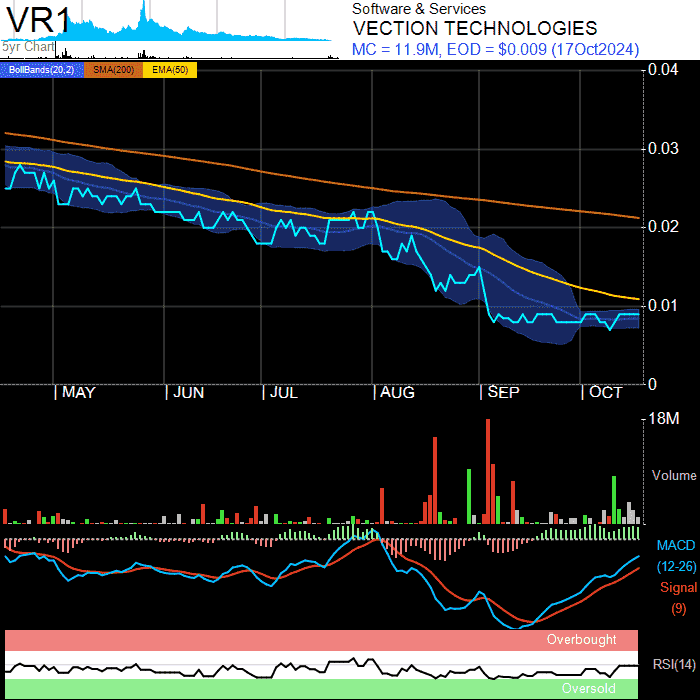 VR1
5yr Chart
Software & Services
VECTION TECHNOLOGIES
MC = 11.9M, EOD = $0.009 (17Oct2024)
BollBands(20,2) SMA(200) EMA(50)
0.04
0.03
0.02
0.01
0
MAY JUN JUL AUG SEP OCT
18M
Volume
MACD
(12-26)
Signal
(9)
Overbought
RSI(14)
Oversold